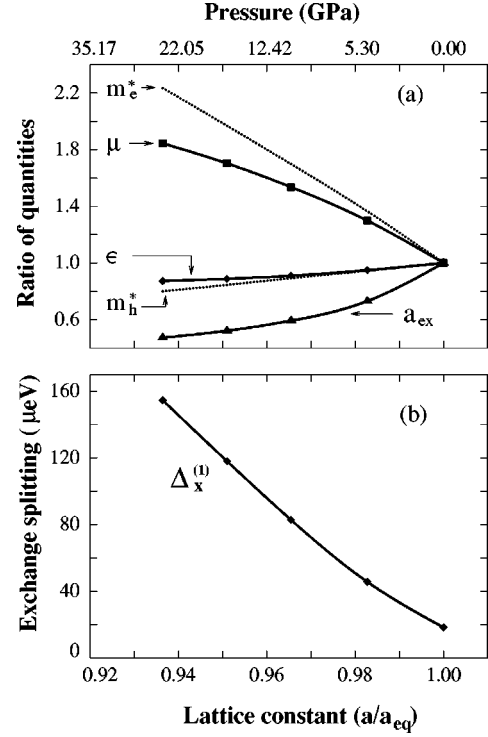 Pressure (GPa)
35.17 22.05 12.42 5.30 0.00
Ratio of quantities
2.2
1.8
1.4
1.0
0.6
m*e
(a)
μ
ϵ
m*h
aex
Exchange splitting ( μeV)
160
120
80
40
0
(b)
Δx(1)
0.92 0.94 0.96 0.98 1.00
Lattice constant (a/aeq)